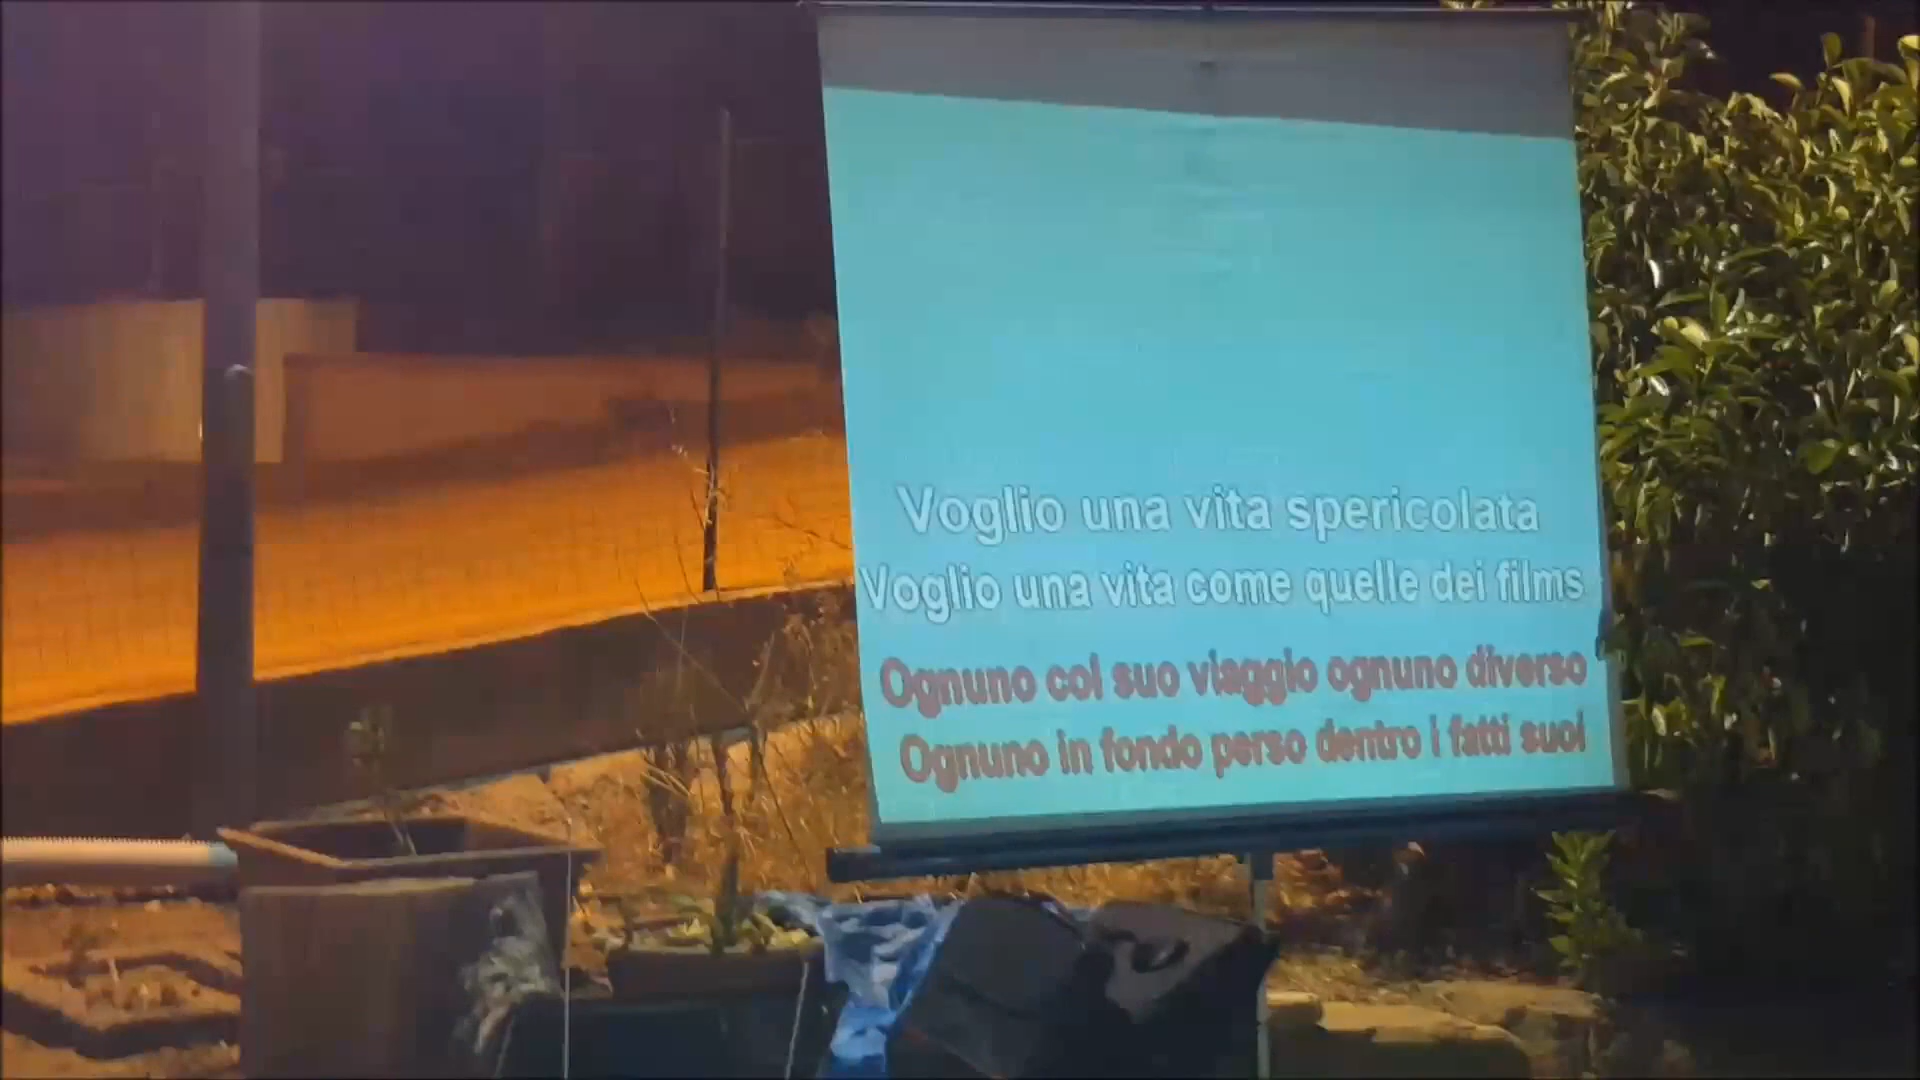 Voglio una vita spericolata
Voglio una vita come quelle dei films
Ognuno col suo viaggio ognuno diverso
Ognuno in fondo perso dentro i fatti suoi